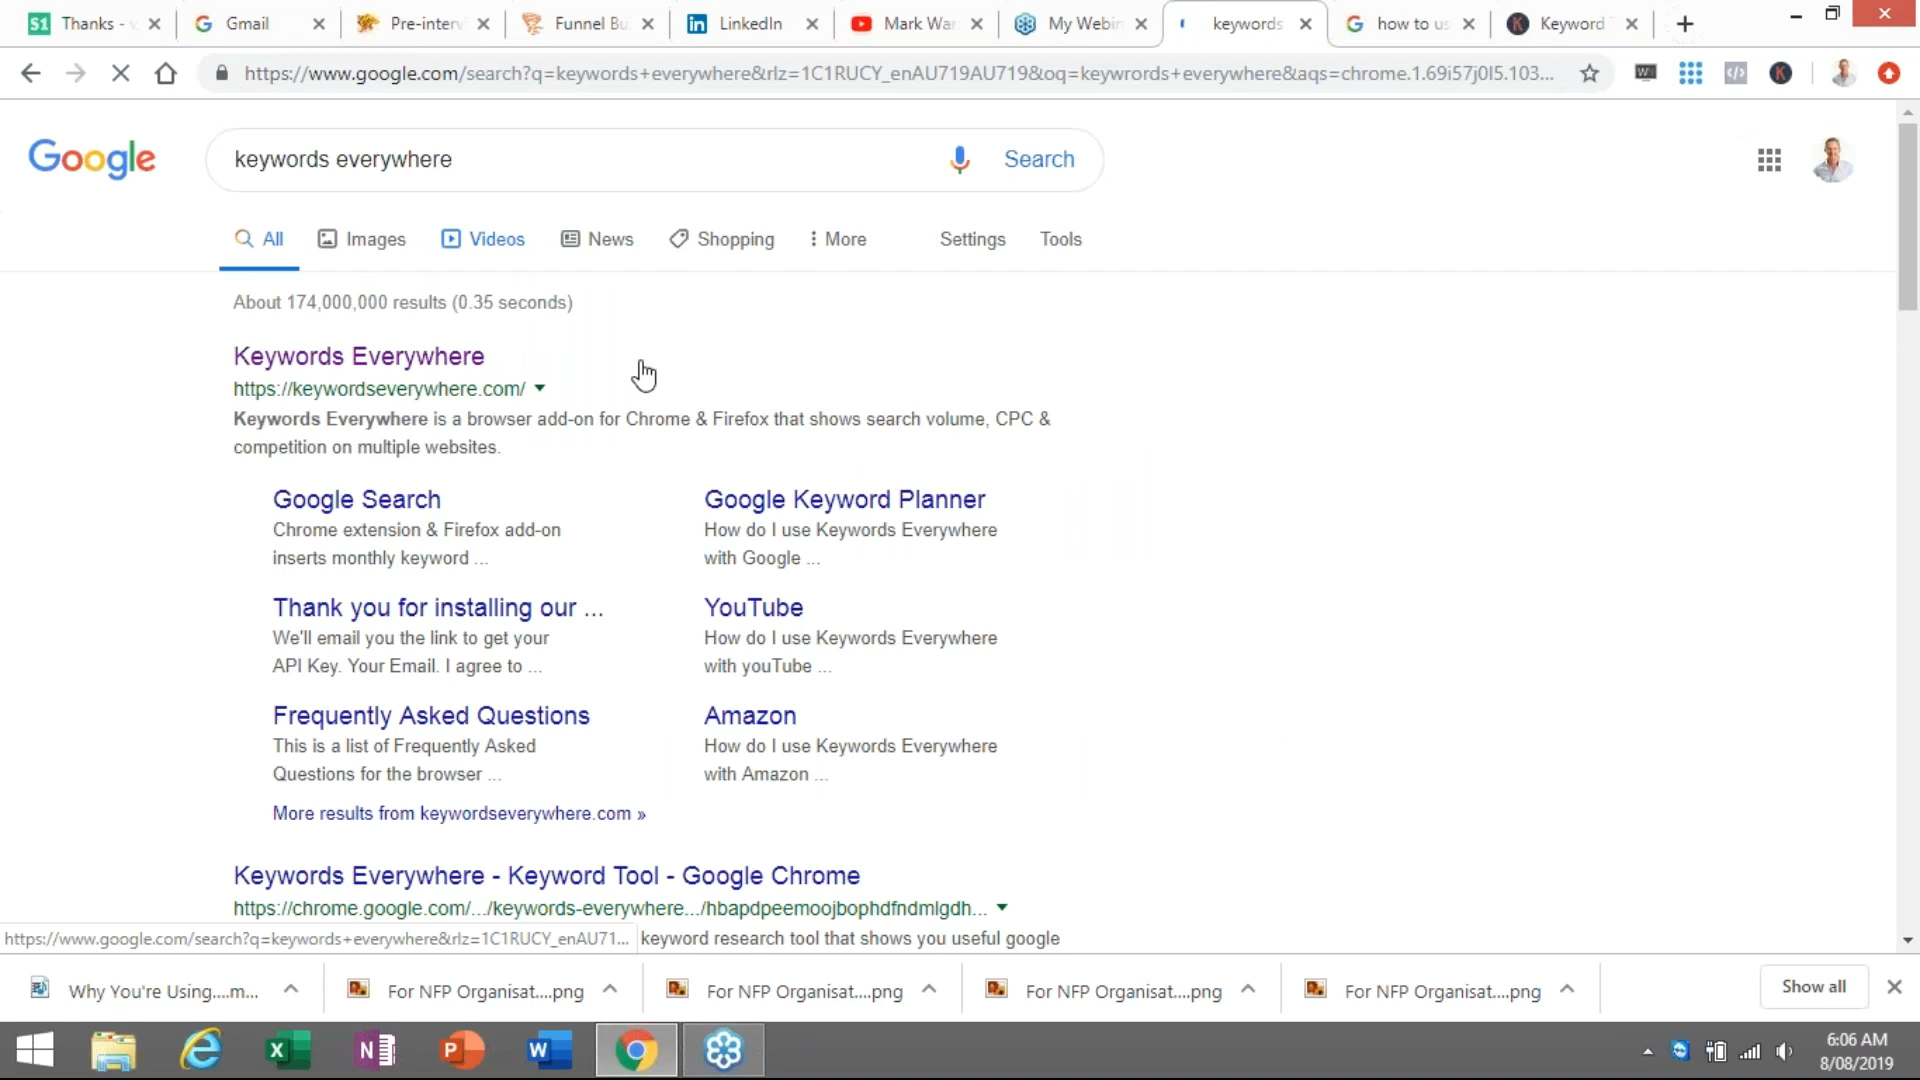 Thanks -
Gmail
Pre-interv
Funnel Bu
LinkedIn
Mark War
My Webin
keywords
how to us
Keyword
https://www.google.com/search?q=keywords+everywhere&rlz=1C1RUCY_enAU719AU719&oq=keywrords+everywhere&aqs=chrome.1.69i57j0l5.103...
Google
keywords everywhere
Search
All
Images
Videos
News
Shopping
More
Settings
Tools
About 174,000,000 results (0.35 seconds)
Keywords Everywhere
https://keywordseverywhere.com/
Keywords Everywhere is a browser add-on for Chrome & Firefox that shows search volume, CPC &
competition on multiple websites.
Google Search
Chrome extension & Firefox add-on
inserts monthly keyword ...
Google Keyword Planner
How do I use Keywords Everywhere
with Google ...
Thank you for installing our ...
We'll email you the link to get your
API Key. Your Email. I agree to ...
YouTube
How do I use Keywords Everywhere
with youTube ...
Frequently Asked Questions
This is a list of Frequently Asked
Questions for the browser ...
Amazon
How do I use Keywords Everywhere
with Amazon ...
More results from keywordseverywhere.com »
Keywords Everywhere - Keyword Tool - Google Chrome
https://chrome.google.com/.../keywords-everywhere.../hbapdpeemoojbophdfndmlgdh...
https://www.google.com/search?q=keywords+everywhere&rlz=1C1RUCY_enAU71...
keyword research tool that shows you useful google
Why You're Using....m...
For NFP Organisat....png
For NFP Organisat....png
For NFP Organisat....png
For NFP Organisat....png
Show all
6:06 AM
8/08/2019